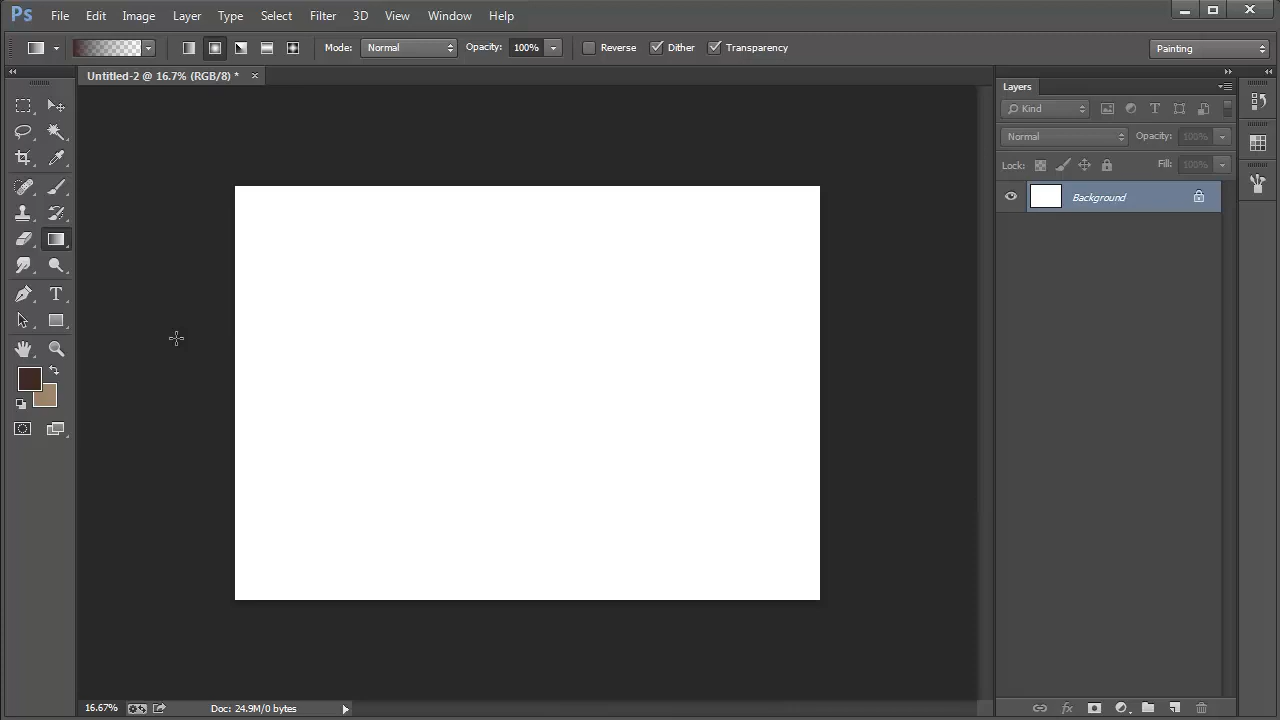 Ps File Edit Image Layer Type Select Filter 3D View Window Help
Mode: Normal Opacity: 100% Reverse Dither Transparency Painting
Untitled-2 @ 16.7% (RGB/8) *
Layers
Kind
Normal Opacity: 100%
Lock: Fill: 100%
Background
16.67% Doc: 24.9M/0 bytes